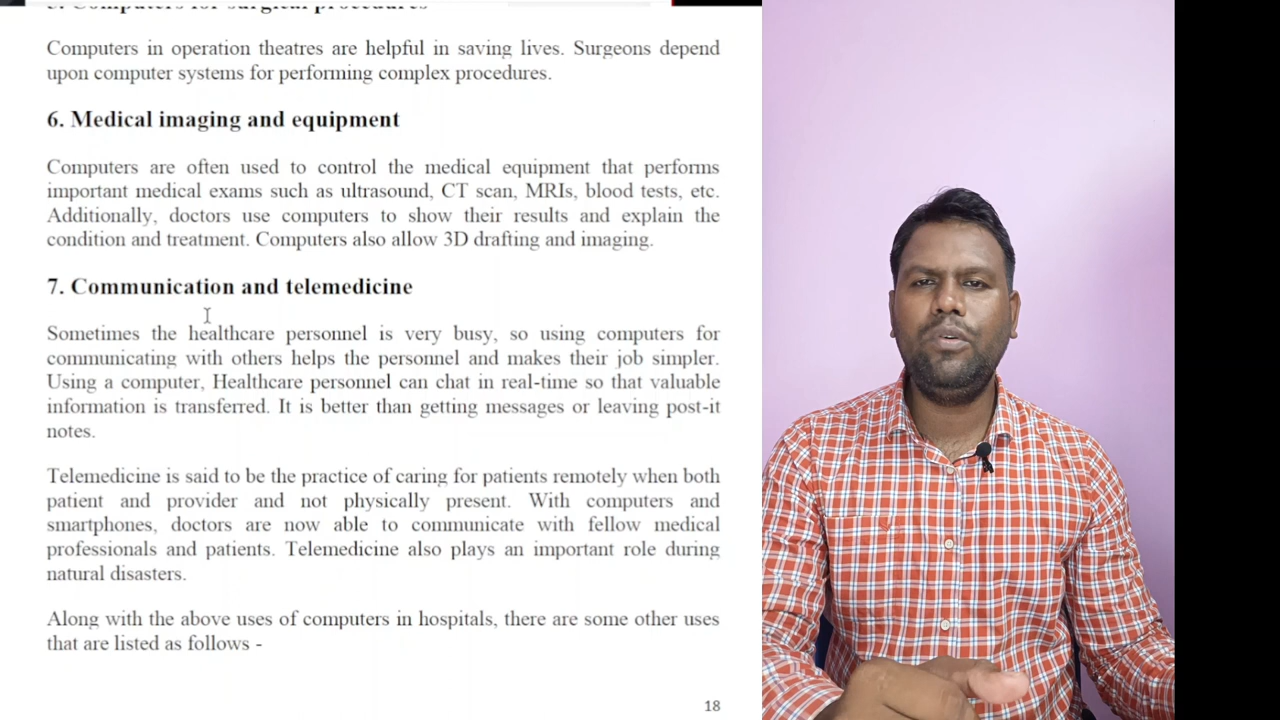 5. Computers for surgical procedures
Computers in operation theatres are helpful in saving lives. Surgeons depend
upon computer systems for performing complex procedures.
6. Medical imaging and equipment
Computers are often used to control the medical equipment that performs
important medical exams such as ultrasound, CT scan, MRIs, blood tests, etc.
Additionally, doctors use computers to show their results and explain the
condition and treatment. Computers also allow 3D drafting and imaging.
7. Communication and telemedicine
Sometimes the healthcare personnel is very busy, so using computers for
communicating with others helps the personnel and makes their job simpler.
Using a computer, Healthcare personnel can chat in real-time so that valuable
information is transferred. It is better than getting messages or leaving post-it
notes.
Telemedicine is said to be the practice of caring for patients remotely when both
patient and provider and not physically present. With computers and
smartphones, doctors are now able to communicate with fellow medical
professionals and patients. Telemedicine also plays an important role during
natural disasters.
Along with the above uses of computers in hospitals, there are some other uses
that are listed as follows -
18